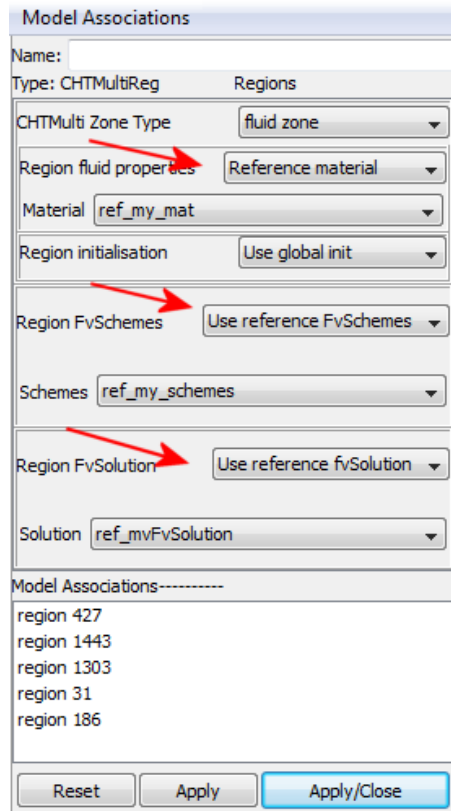 Model Associations
Name:
Type: CHTMultiReg Regions
CHTMulti Zone Type fluid zone
Region fluid properties Reference material
Material ref_my_mat
Region initialisation Use global init
Region FvSchemes Use reference FvSchemes
Schemes ref_my_schemes
Region FvSolution Use reference fvSolution
Solution ref_mvFvSolution
Model Associations----------
region 427
region 1443
region 1303
region 31
region 186
Reset Apply Apply/Close